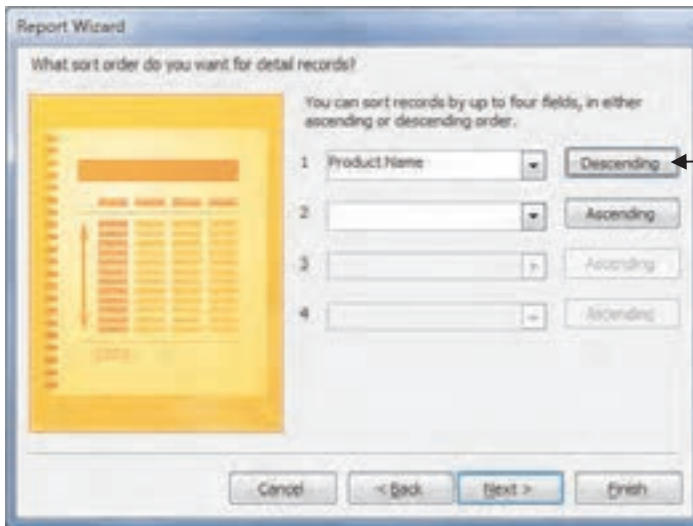 Report Wizard
What sort order do you want for detail records?
You can sort records by up to four fields, in either
ascending or descending order.
1 Product Name Descending
2 Ascending
3 Ascending
4 Ascending
Cancel < Back Next > Finish